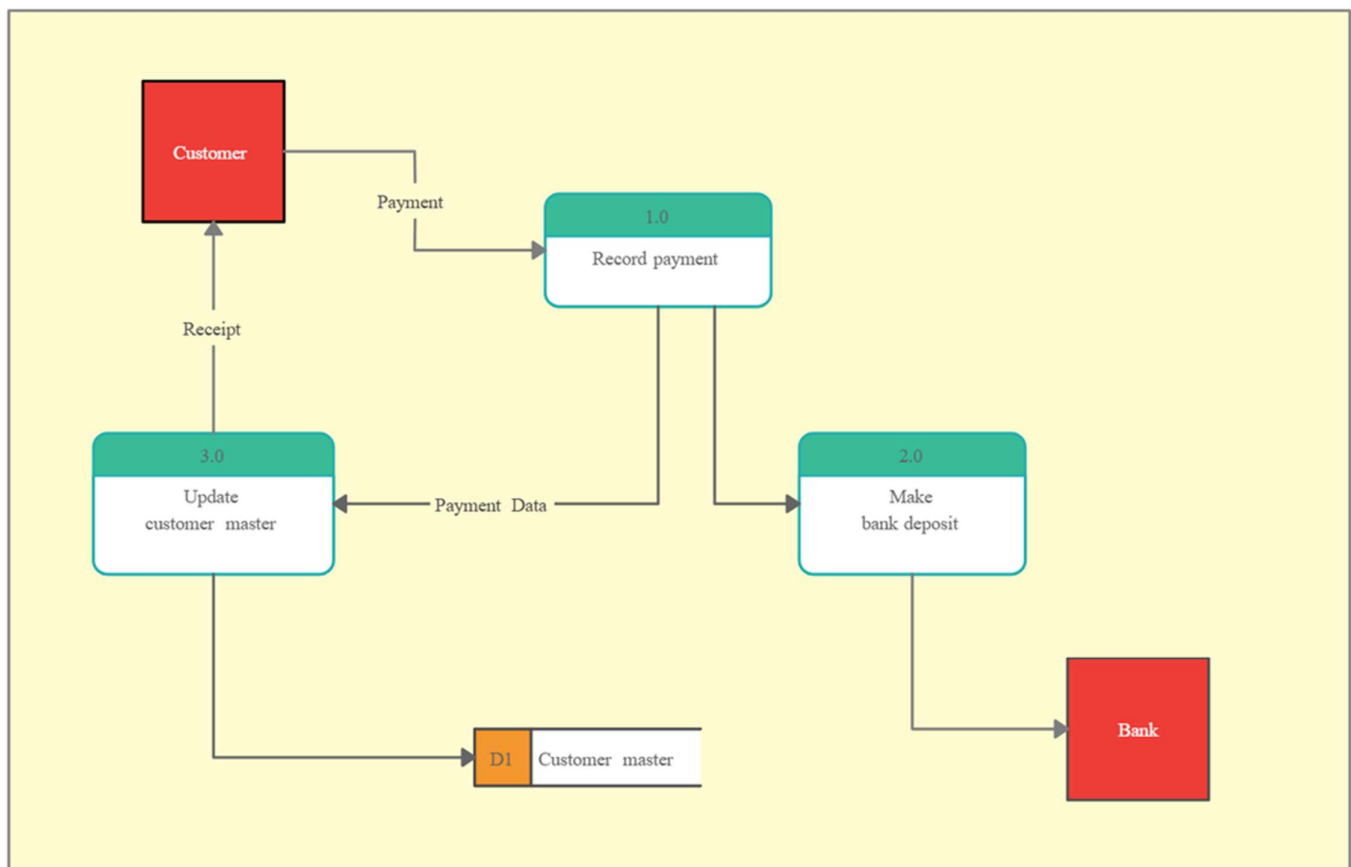 Customer
Payment
1.0
Record payment
Receipt
3.0
Update
customer master
Payment Data
2.0
Make
bank deposit
Bank
D1
Customer master